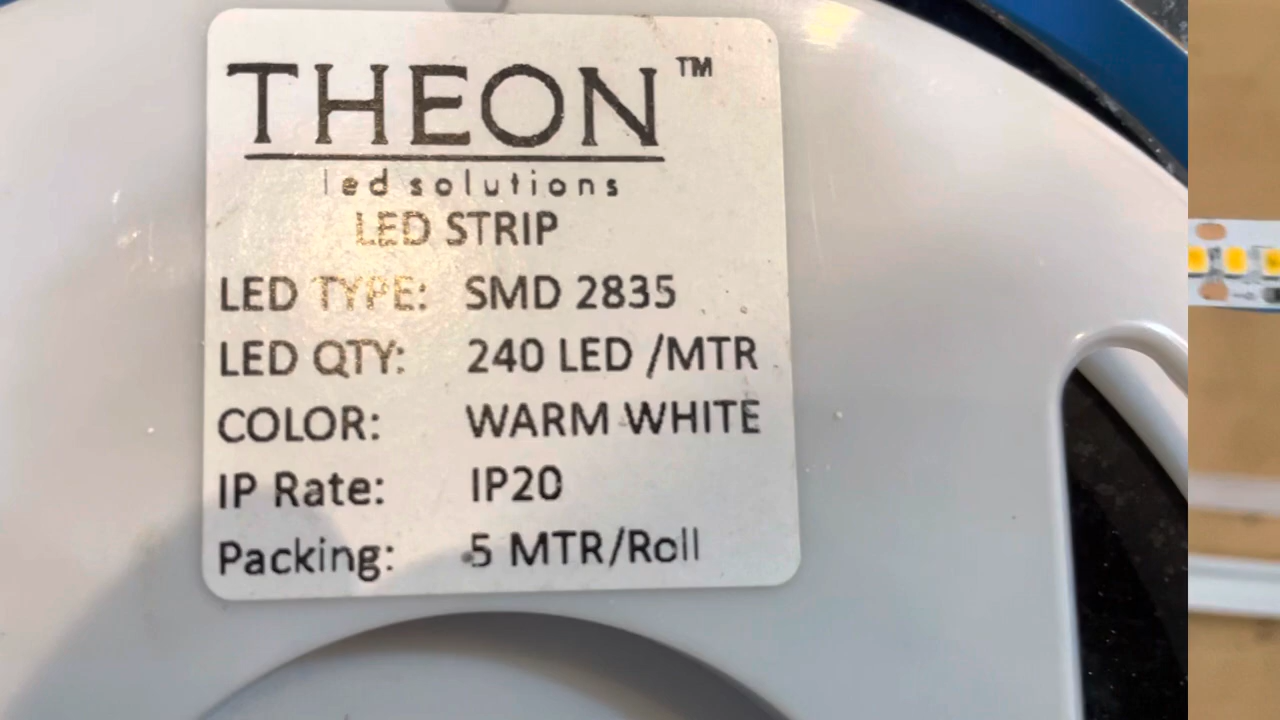 THEON™
led solutions
LED STRIP
LED TYPE: SMD 2835
LED QTY: 240 LED /MTR
COLOR: WARM WHITE
IP Rate: IP20
Packing: 5 MTR/Roll